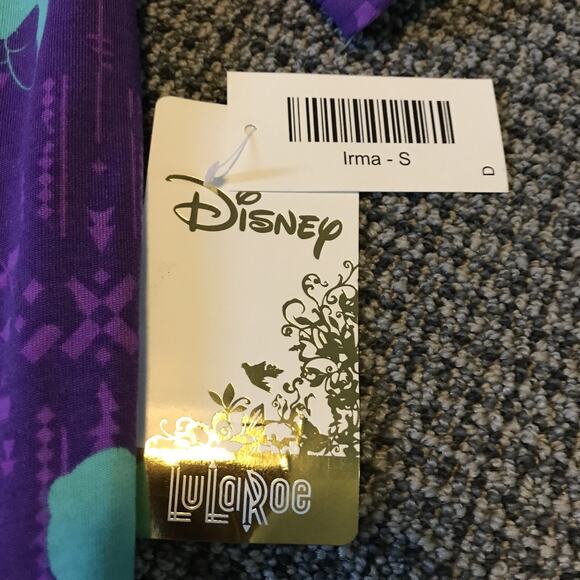 Irma - S
D
Disney
LuLaRoe